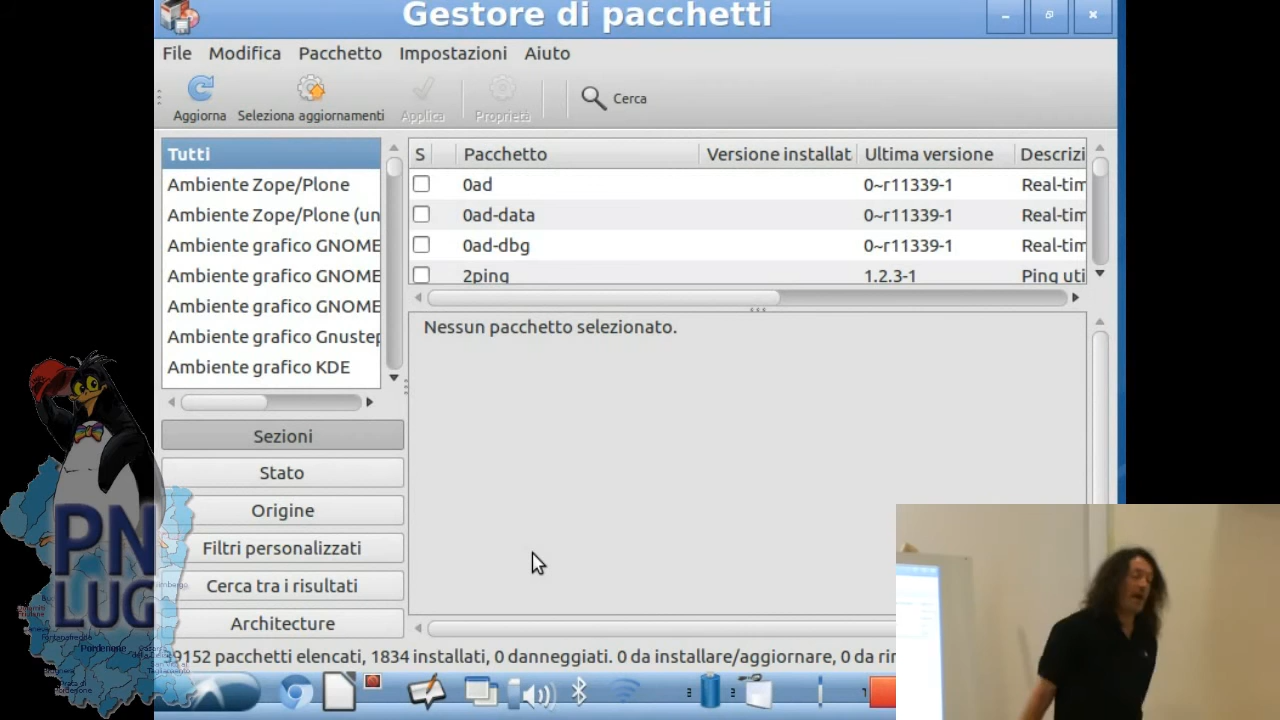 Gestore di pacchetti
File Modifica Pacchetto Impostazioni Aiuto
Aggiorna Seleziona aggiornamenti Applica Proprietà Cerca
Tutti
Ambiente Zope/Plone
Ambiente Zope/Plone (un
Ambiente grafico GNOME
Ambiente grafico GNOME
Ambiente grafico GNOME
Ambiente grafico Gnustep
Ambiente grafico KDE
S Pacchetto Versione installat Ultima versione Descrizi
0ad 0~r11339-1 Real-tim
0ad-data 0~r11339-1 Real-tim
0ad-dbg 0~r11339-1 Real-tim
2ping 1.2.3-1 Ping uti
Nessun pacchetto selezionato.
Sezioni
Stato
Origine
Filtri personalizzati
Cerca tra i risultati
Architecture
39152 pacchetti elencati, 1834 installati, 0 danneggiati. 0 da installare/aggiornare, 0 da rin
PN
LUG
Pordenone